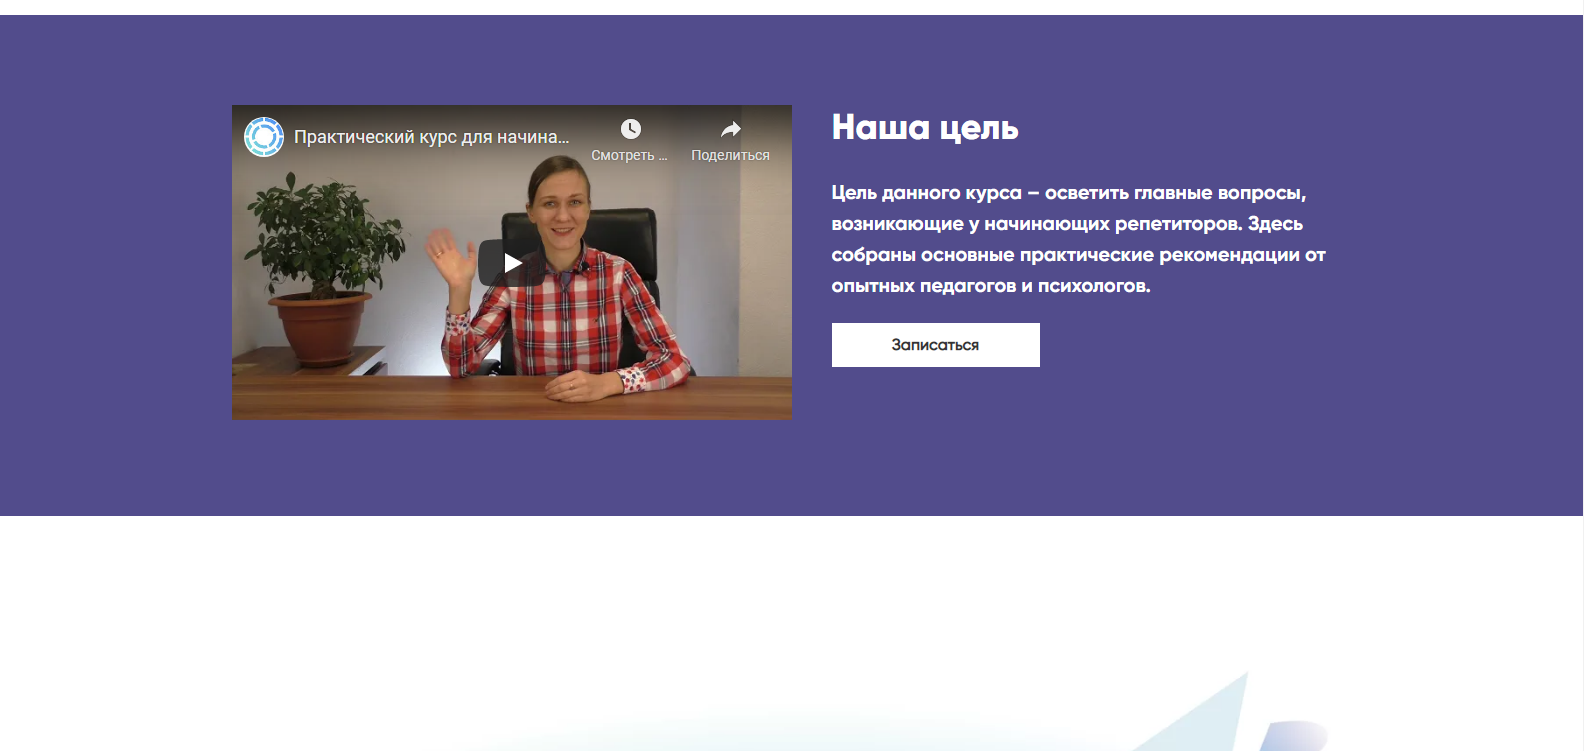 Практический курс для начина...
Смотреть ...
Поделиться
Наша цель
Цель данного курса – осветить главные вопросы,
возникающие у начинающих репетиторов. Здесь
собраны основные практические рекомендации от
опытных педагогов и психологов.
Записаться